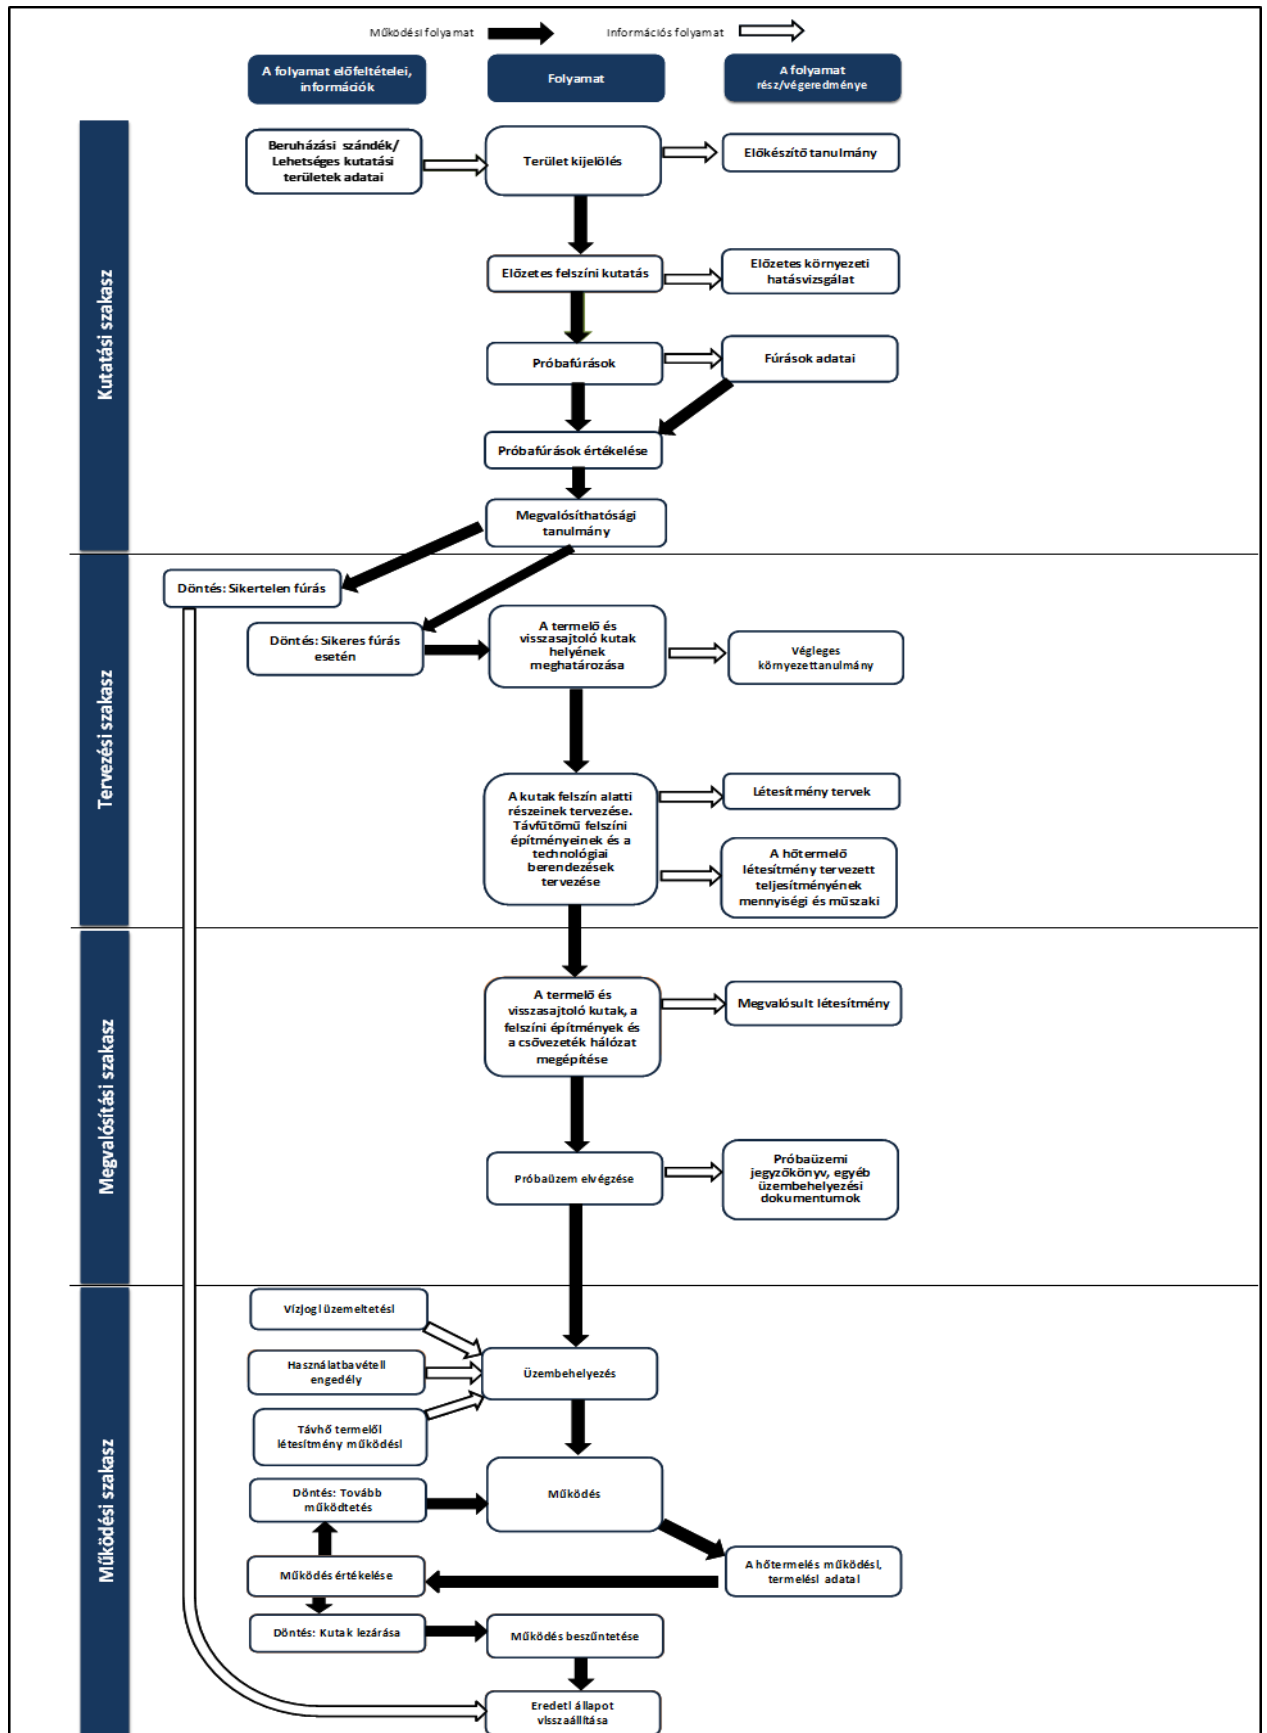 Működési folyamat
Információs folyamat
A folyamat előfeltételei,
információk
Folyamat
A folyamat
rész/végeredménye
Kutatási szakasz
Beruházási szándék/
Lehetséges kutatási
területek adatai
Terület kijelölés
Előkészítő tanulmány
Előzetes felszíni kutatás
Előzetes környezeti
hatásvizsgálat
Próbafúrások
Fúrások adatai
Próbafúrások értékelése
Megvalósíthatósági
tanulmány
Tervezési szakasz
Döntés: Sikertelen fúrás
Döntés: Sikeres fúrás
esetén
A termelő és
visszasajtoló kutak
helyének
meghatározása
Végleges
környezettanulmány
A kutak felszín alatti
részeinek tervezése.
Távfűtőmű felszíni
építményeinek és a
technológiai
berendezések
tervezése
Létesítmény tervek
A hőtermelő
létesítmény tervezett
teljesítményének
mennyiségi és műszaki
Megvalósítási szakasz
A termelő és
visszasajtoló kutak, a
felszíni építmények és
a csővezeték hálózat
megépítése
Megvalósult létesítmény
Próbaüzem elvégzése
Próbaüzemi
jegyzőkönyv, egyéb
üzembehelyezési
dokumentumok
Működési szakasz
Vízjogi üzemeltetési
Használatbavételi
engedély
Távhő termelői
létesítmény működési
Üzembehelyezés
Döntés: Tovább
működtetés
Működés
Működés értékelése
A hőtermelés működési,
termelési adatai
Döntés: Kutak lezárása
Működés beszűntetése
Eredeti állapot
visszaállítása